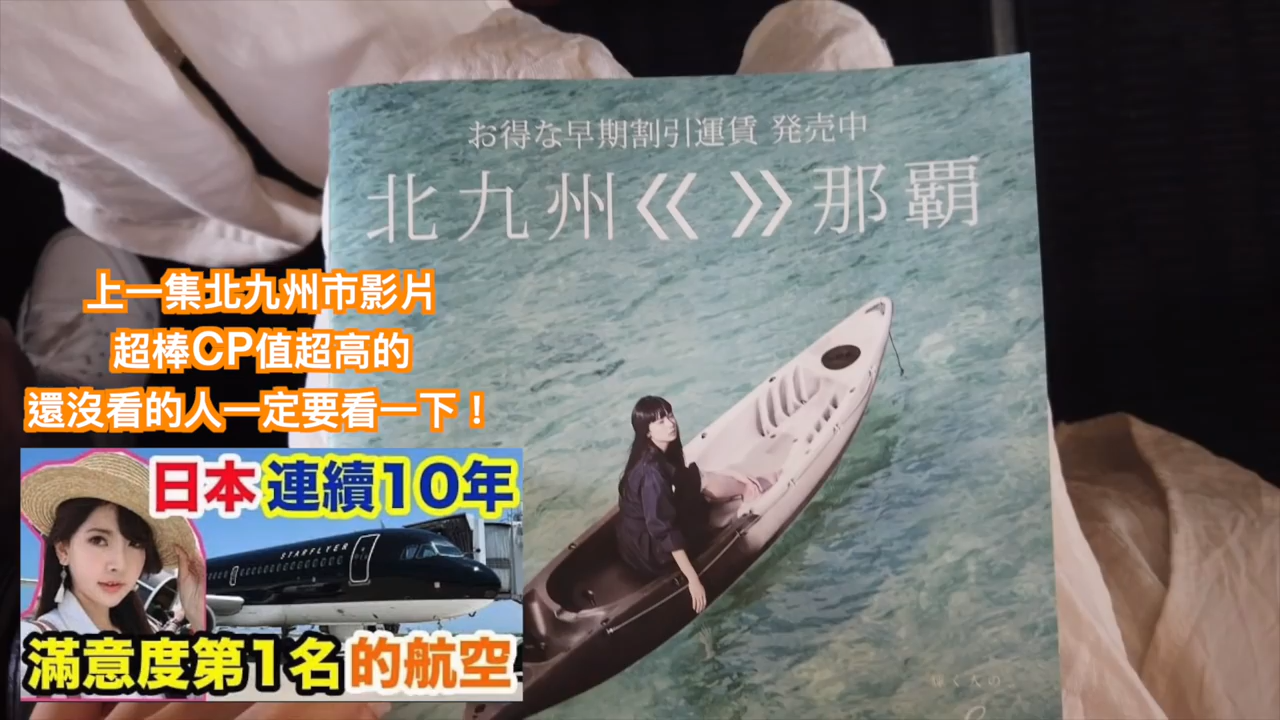 お得な早期割引運賃 発売中
北九州《 》那覇
上一集北九州市影片
超棒CP值超高的
還沒看的人一定要看一下！
日本連續10年
STARFLYER
滿意度第1名的航空